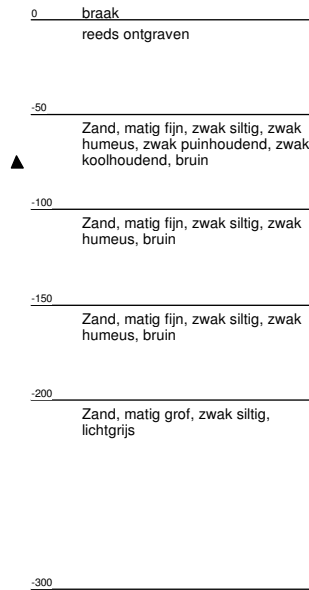 0 braak
reeds ontgraven
-50
Zand, matig fijn, zwak siltig, zwak
humeus, zwak puinhoudend, zwak
koolhoudend, bruin
-100
Zand, matig fijn, zwak siltig, zwak
humeus, bruin
-150
Zand, matig fijn, zwak siltig, zwak
humeus, bruin
-200
Zand, matig grof, zwak siltig,
lichtgrijs
-300